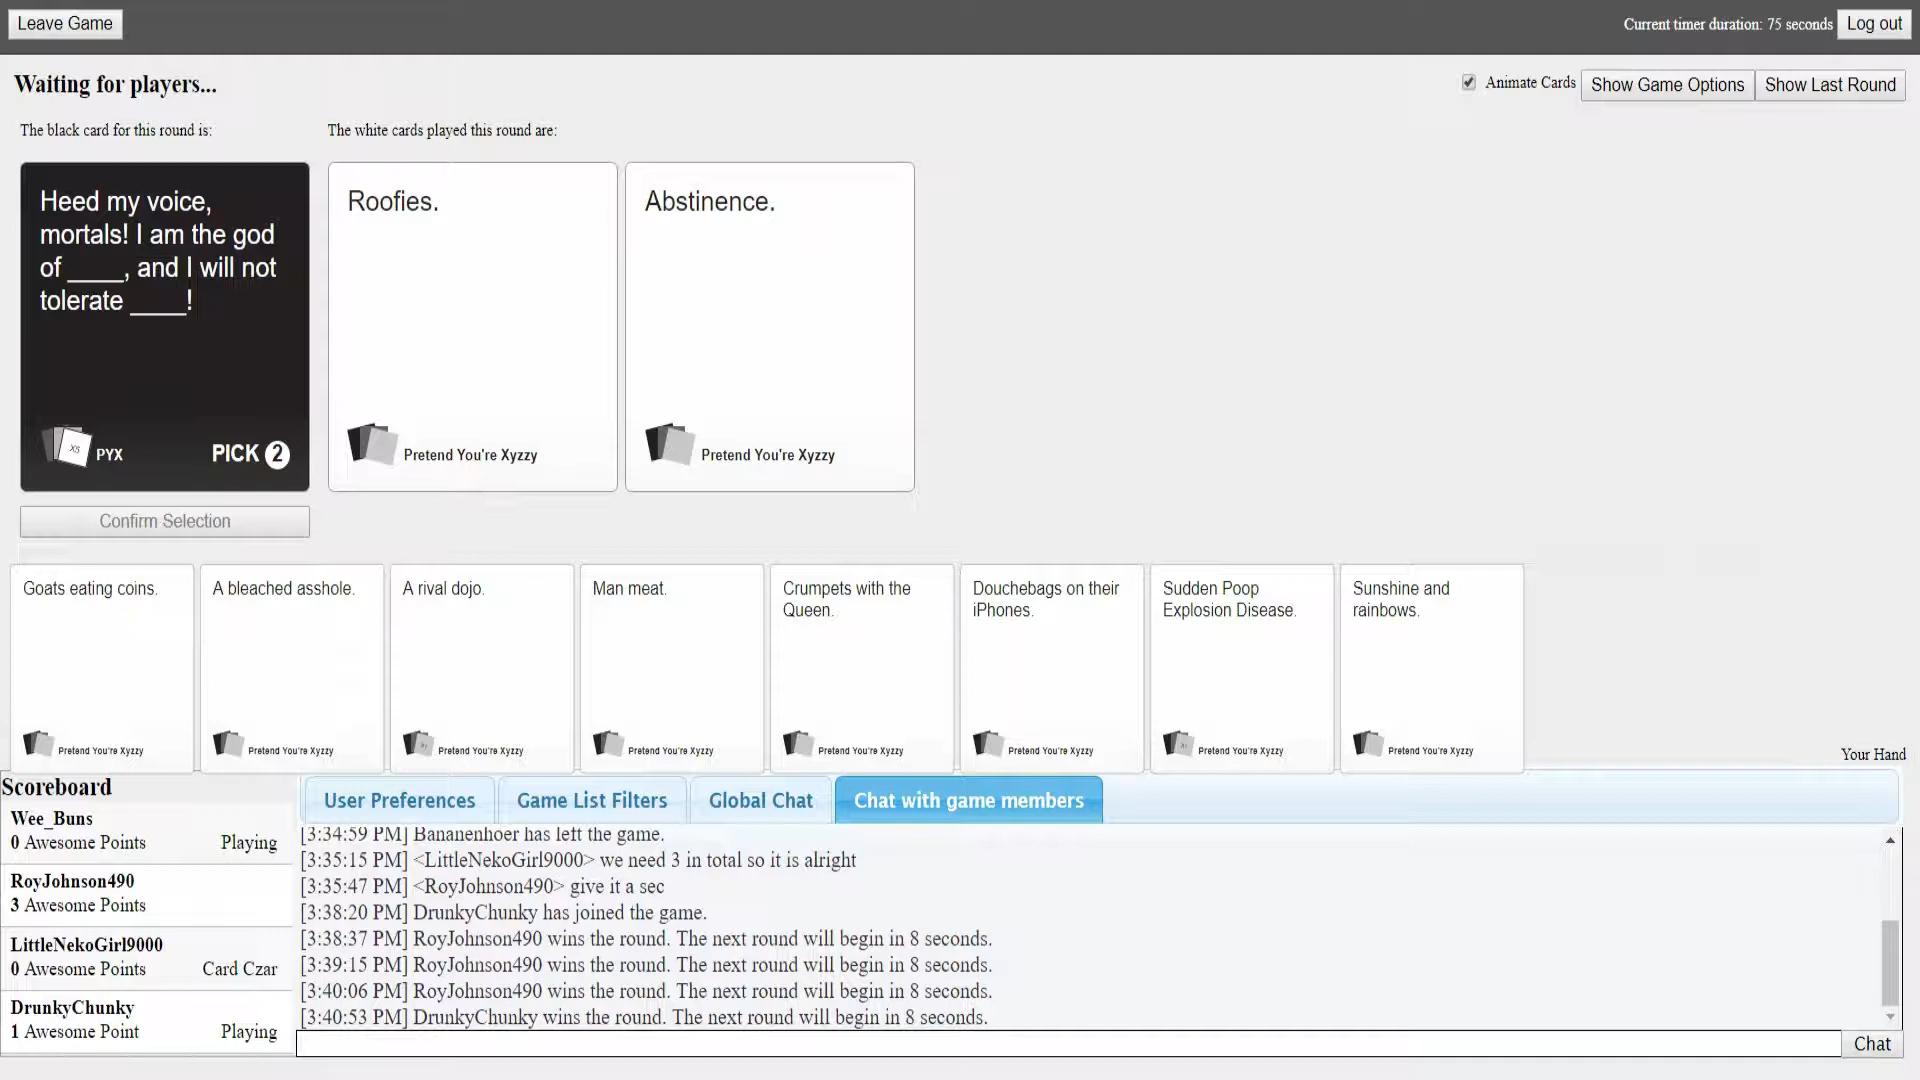 Leave Game
Current timer duration: 75 seconds
Log out
Waiting for players...
Animate Cards
Show Game Options
Show Last Round
The black card for this round is:
The white cards played this round are:
Heed my voice,
mortals! I am the god
of ____, and I will not
tolerate ____!
PYX
PICK 2
Roofies.
Pretend You're Xyzzy
Abstinence.
Pretend You're Xyzzy
Confirm Selection
Goats eating coins.
Pretend You're Xyzzy
A bleached asshole.
Pretend You're Xyzzy
A rival dojo.
Pretend You're Xyzzy
Man meat.
Pretend You're Xyzzy
Crumpets with the
Queen.
Pretend You're Xyzzy
Douchebags on their
iPhones.
Pretend You're Xyzzy
Sudden Poop
Explosion Disease.
Pretend You're Xyzzy
Sunshine and
rainbows.
Pretend You're Xyzzy
Your Hand
Scoreboard
Wee_Buns
0 Awesome Points
Playing
RoyJohnson490
3 Awesome Points
LittleNekoGirl9000
0 Awesome Points
Card Czar
DrunkyChunky
1 Awesome Point
Playing
User Preferences
Game List Filters
Global Chat
Chat with game members
[3:34:59 PM] Bananenhoer has left the game.
[3:35:15 PM] <LittleNekoGirl9000> we need 3 in total so it is alright
[3:35:47 PM] <RoyJohnson490> give it a sec
[3:38:20 PM] DrunkyChunky has joined the game.
[3:38:37 PM] RoyJohnson490 wins the round. The next round will begin in 8 seconds.
[3:39:15 PM] RoyJohnson490 wins the round. The next round will begin in 8 seconds.
[3:40:06 PM] RoyJohnson490 wins the round. The next round will begin in 8 seconds.
[3:40:53 PM] DrunkyChunky wins the round. The next round will begin in 8 seconds.
Chat